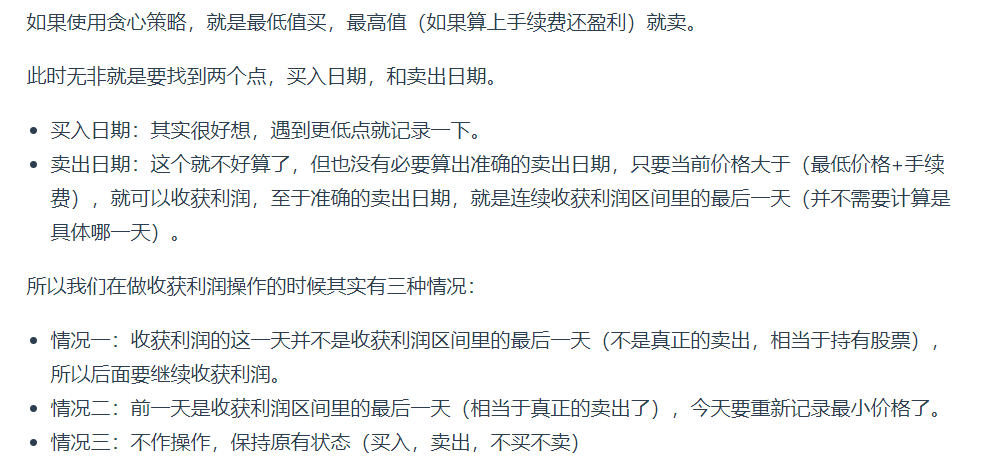 如果使用贪心策略，就是最低值买，最高值（如果算上手续费还盈利）就卖。
此时无非就是要找到两个点，买入日期，和卖出日期。
• 买入日期：其实很好想，遇到更低点就记录一下。
• 卖出日期：这个就不好算了，但也没有必要算出准确的卖出日期，只要当前价格大于（最低价格+手续
费），就可以收获利润，至于准确的卖出日期，就是连续收获利润区间里的最后一天（并不需要计算是
具体哪一天）。
所以我们在做收获利润操作的时候其实有三种情况：
• 情况一：收获利润的这一天并不是收获利润区间里的最后一天（不是真正的卖出，相当于持有股票），
所以后面要继续收获利润。
• 情况二：前一天是收获利润区间里的最后一天（相当于真正的卖出了），今天要重新记录最小价格了。
• 情况三：不作操作，保持原有状态（买入，卖出，不买不卖）